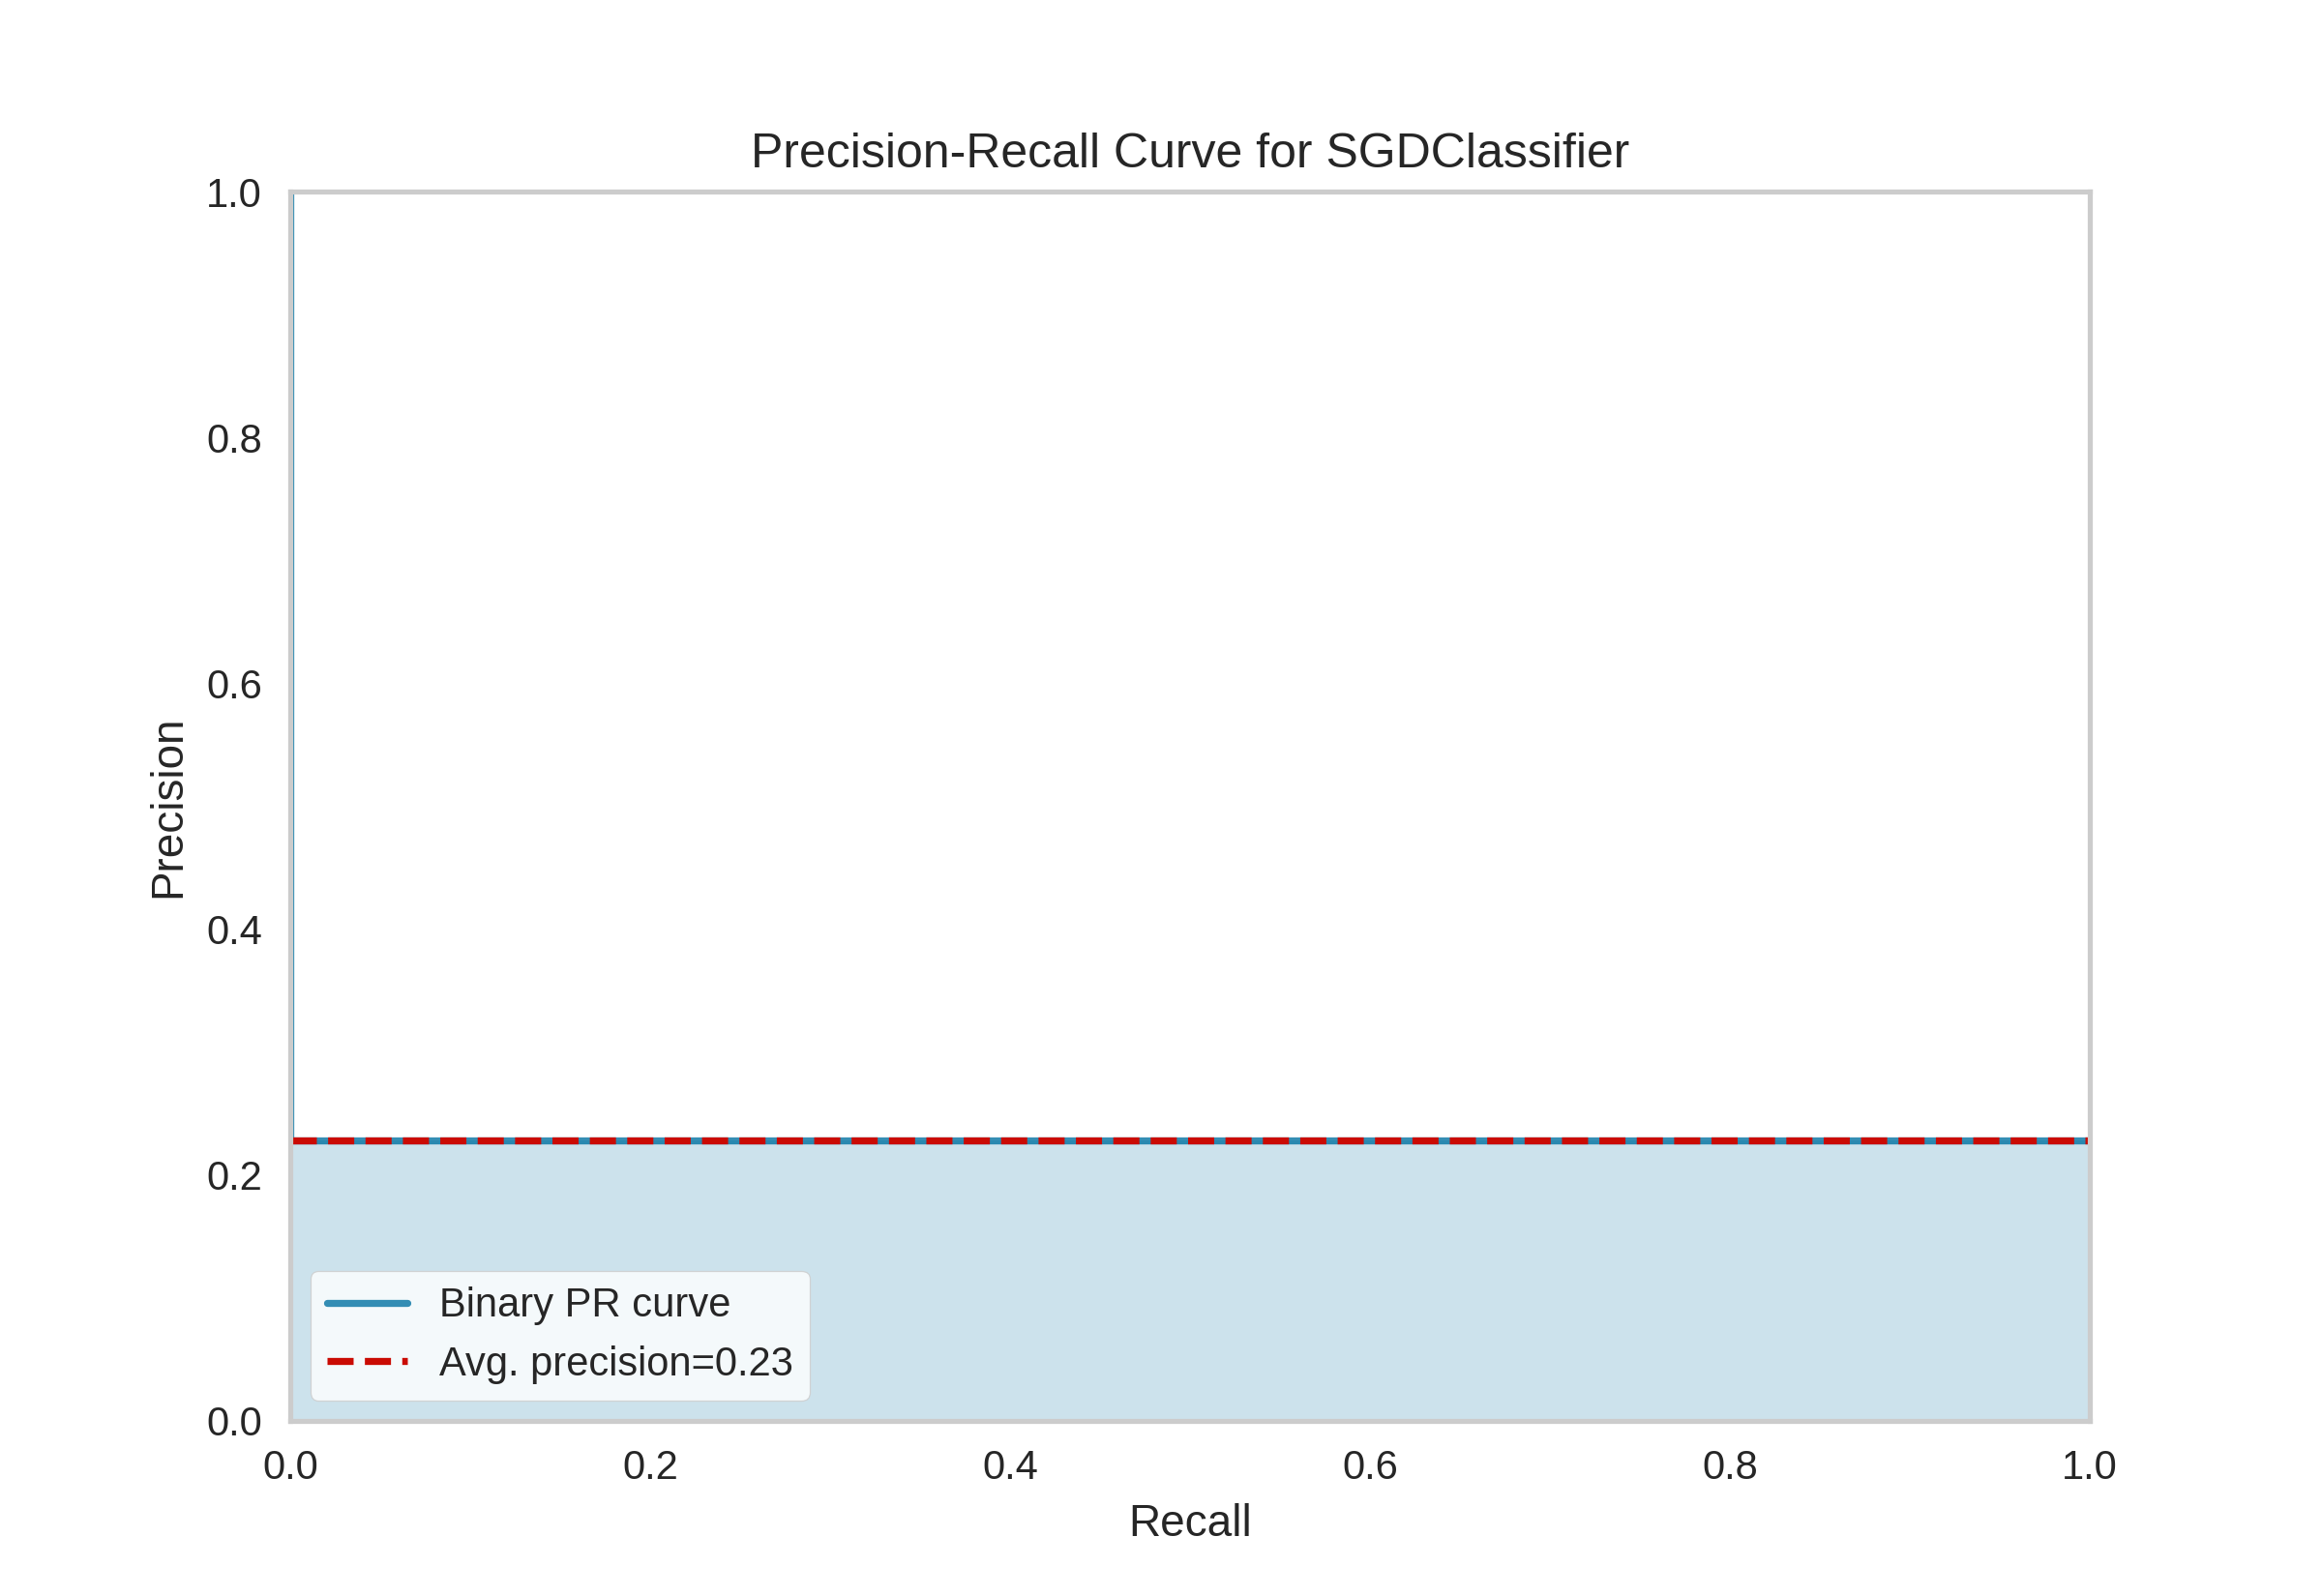 Precision-Recall Curve for SGDClassifier
1.0
0.8
0.6
0.4
0.2
0.0
Precision
Binary PR curve
Avg. precision=0.23
0.0 0.2 0.4 0.6 0.8 1.0
Recall